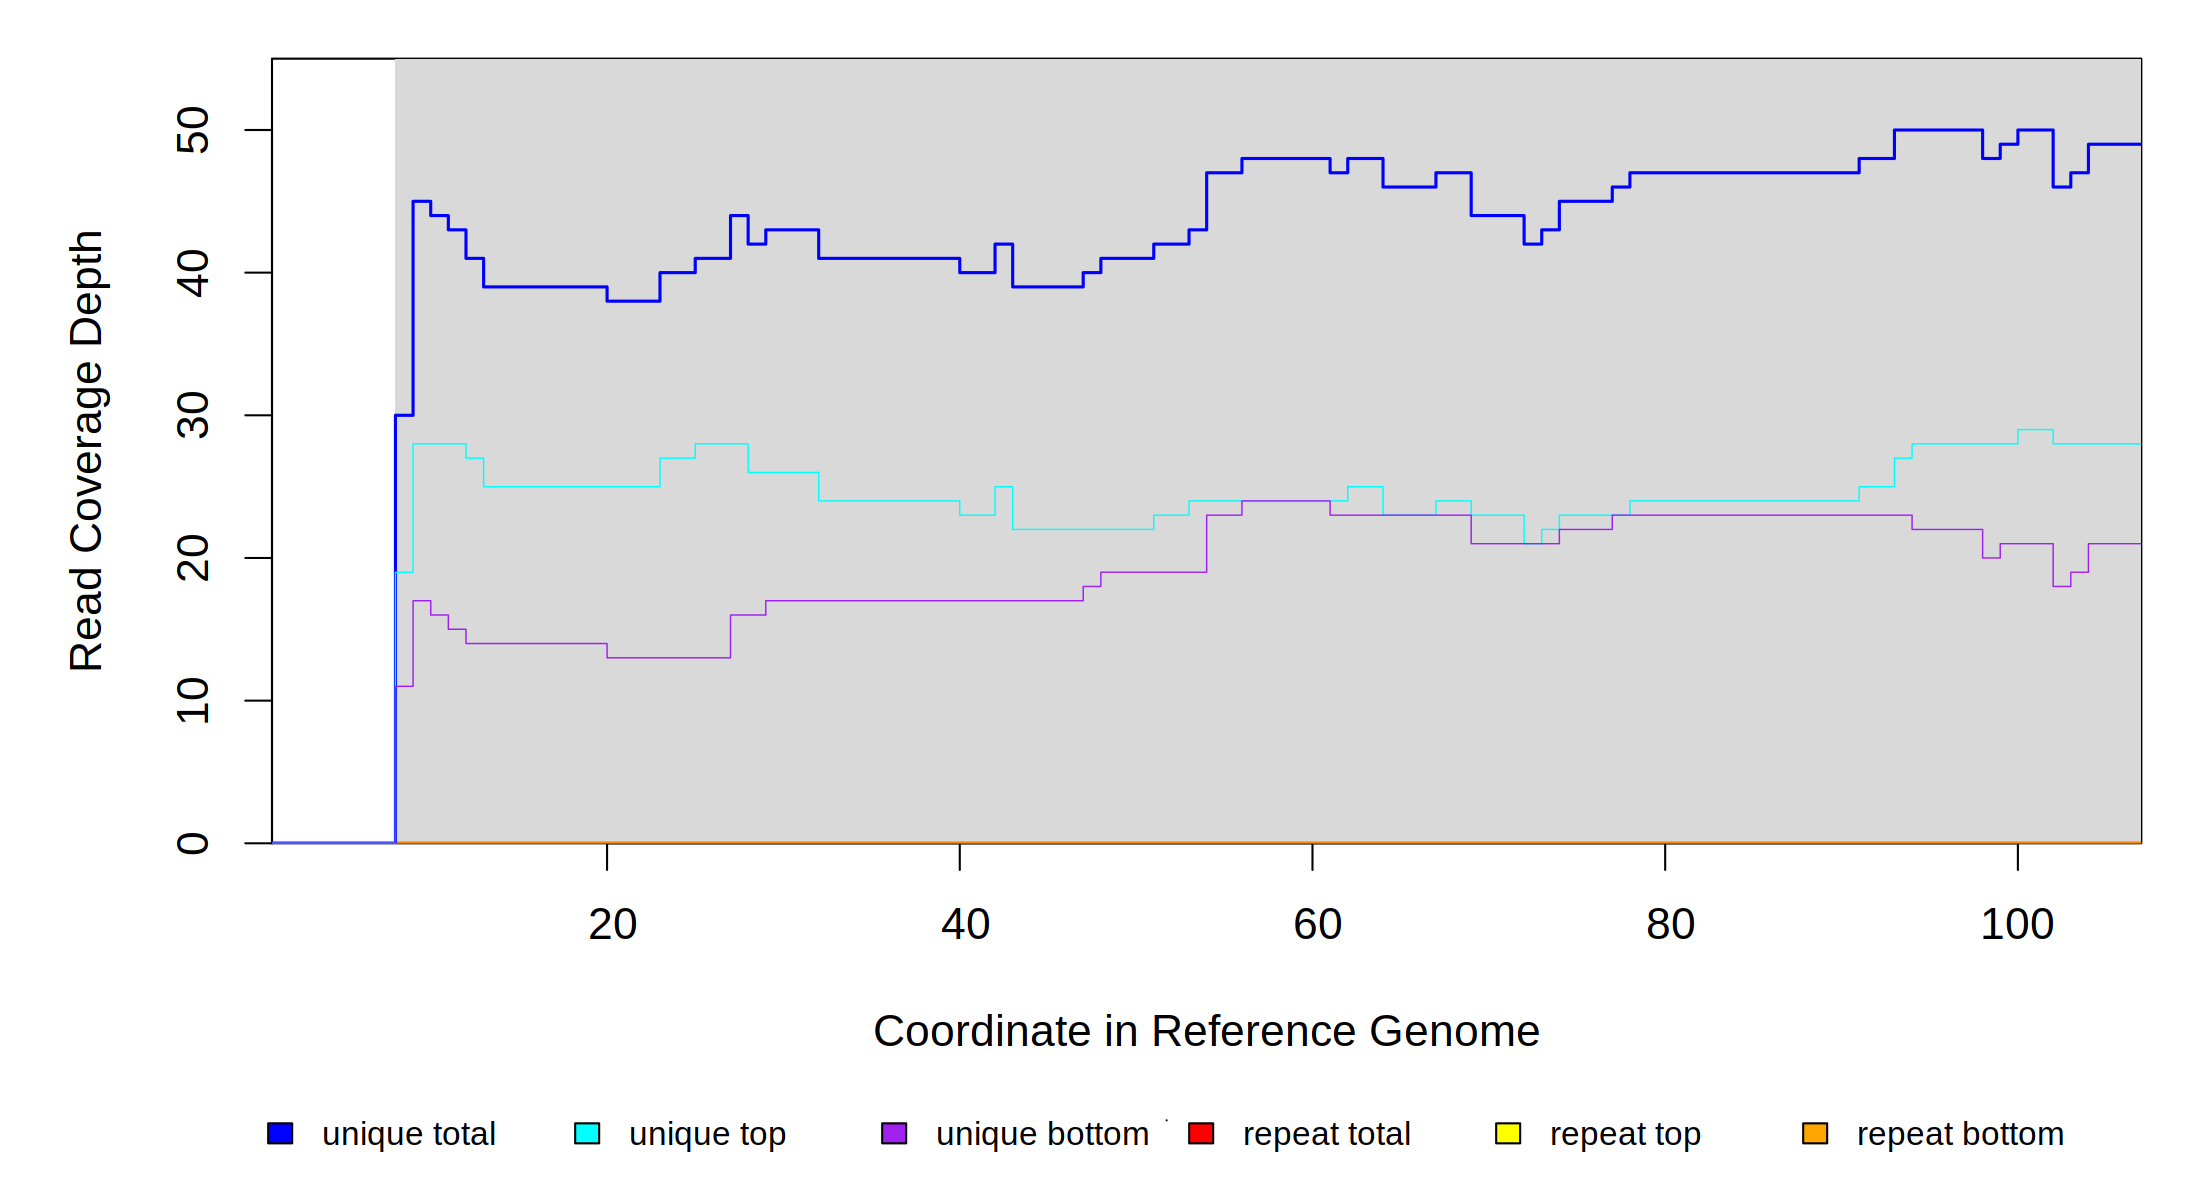 Read Coverage Depth
50
40
30
20
10
0
20 40 60 80 100
Coordinate in Reference Genome
unique total unique top unique bottom repeat total repeat top repeat bottom